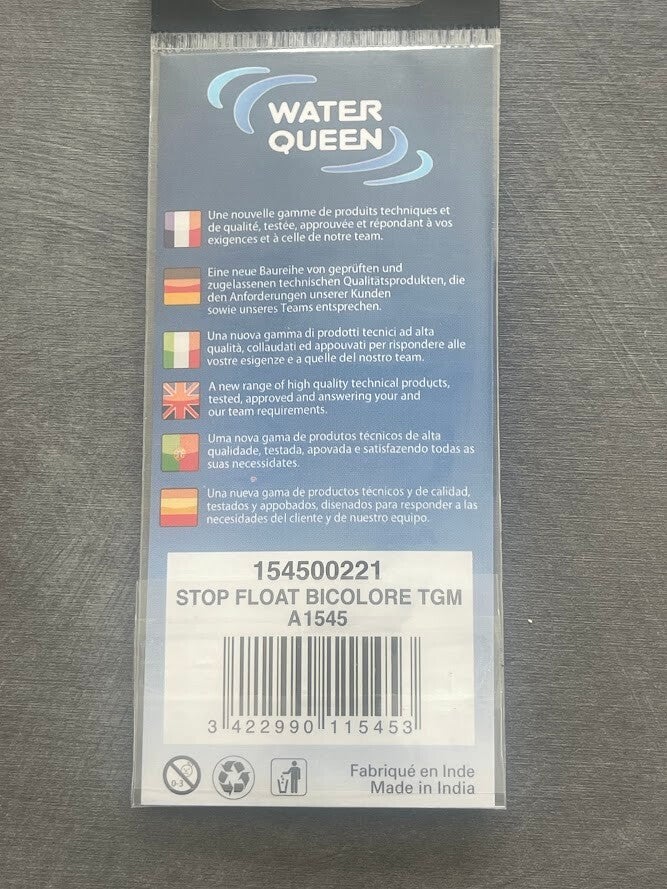 WATER
QUEEN
Une nouvelle gamme de produits techniques et
de qualité, testée, approuvée et répondant à vos
exigences et à celle de notre team.
Eine neue Baureihe von geprüften und
zugelassenen technischen Qualitätsprodukten, die
den Anforderungen unserer Kunden
sowie unseres Teams entsprechen.
Una nuova gamma di prodotti tecnici ad alta
qualità, collaudati ed appouvati per rispondere alle
vostre esigenze e a quelle del nostro team.
A new range of high quality technical products,
tested, approved and answering your and
our team requirements.
Uma nova gama de produtos técnicos de alta
qualidade, testada, apovada e satisfazendo todas as
suas necessidades.
Una nueva gama de productos técnicos y de calidad,
testados y appobados, disenados para responder a las
necesidades del cliente y de nuestro equipo.
154500221
STOP FLOAT BICOLORE TGM
A1545
3 422990 115453
0-3
Fabriqué en Inde
Made in India